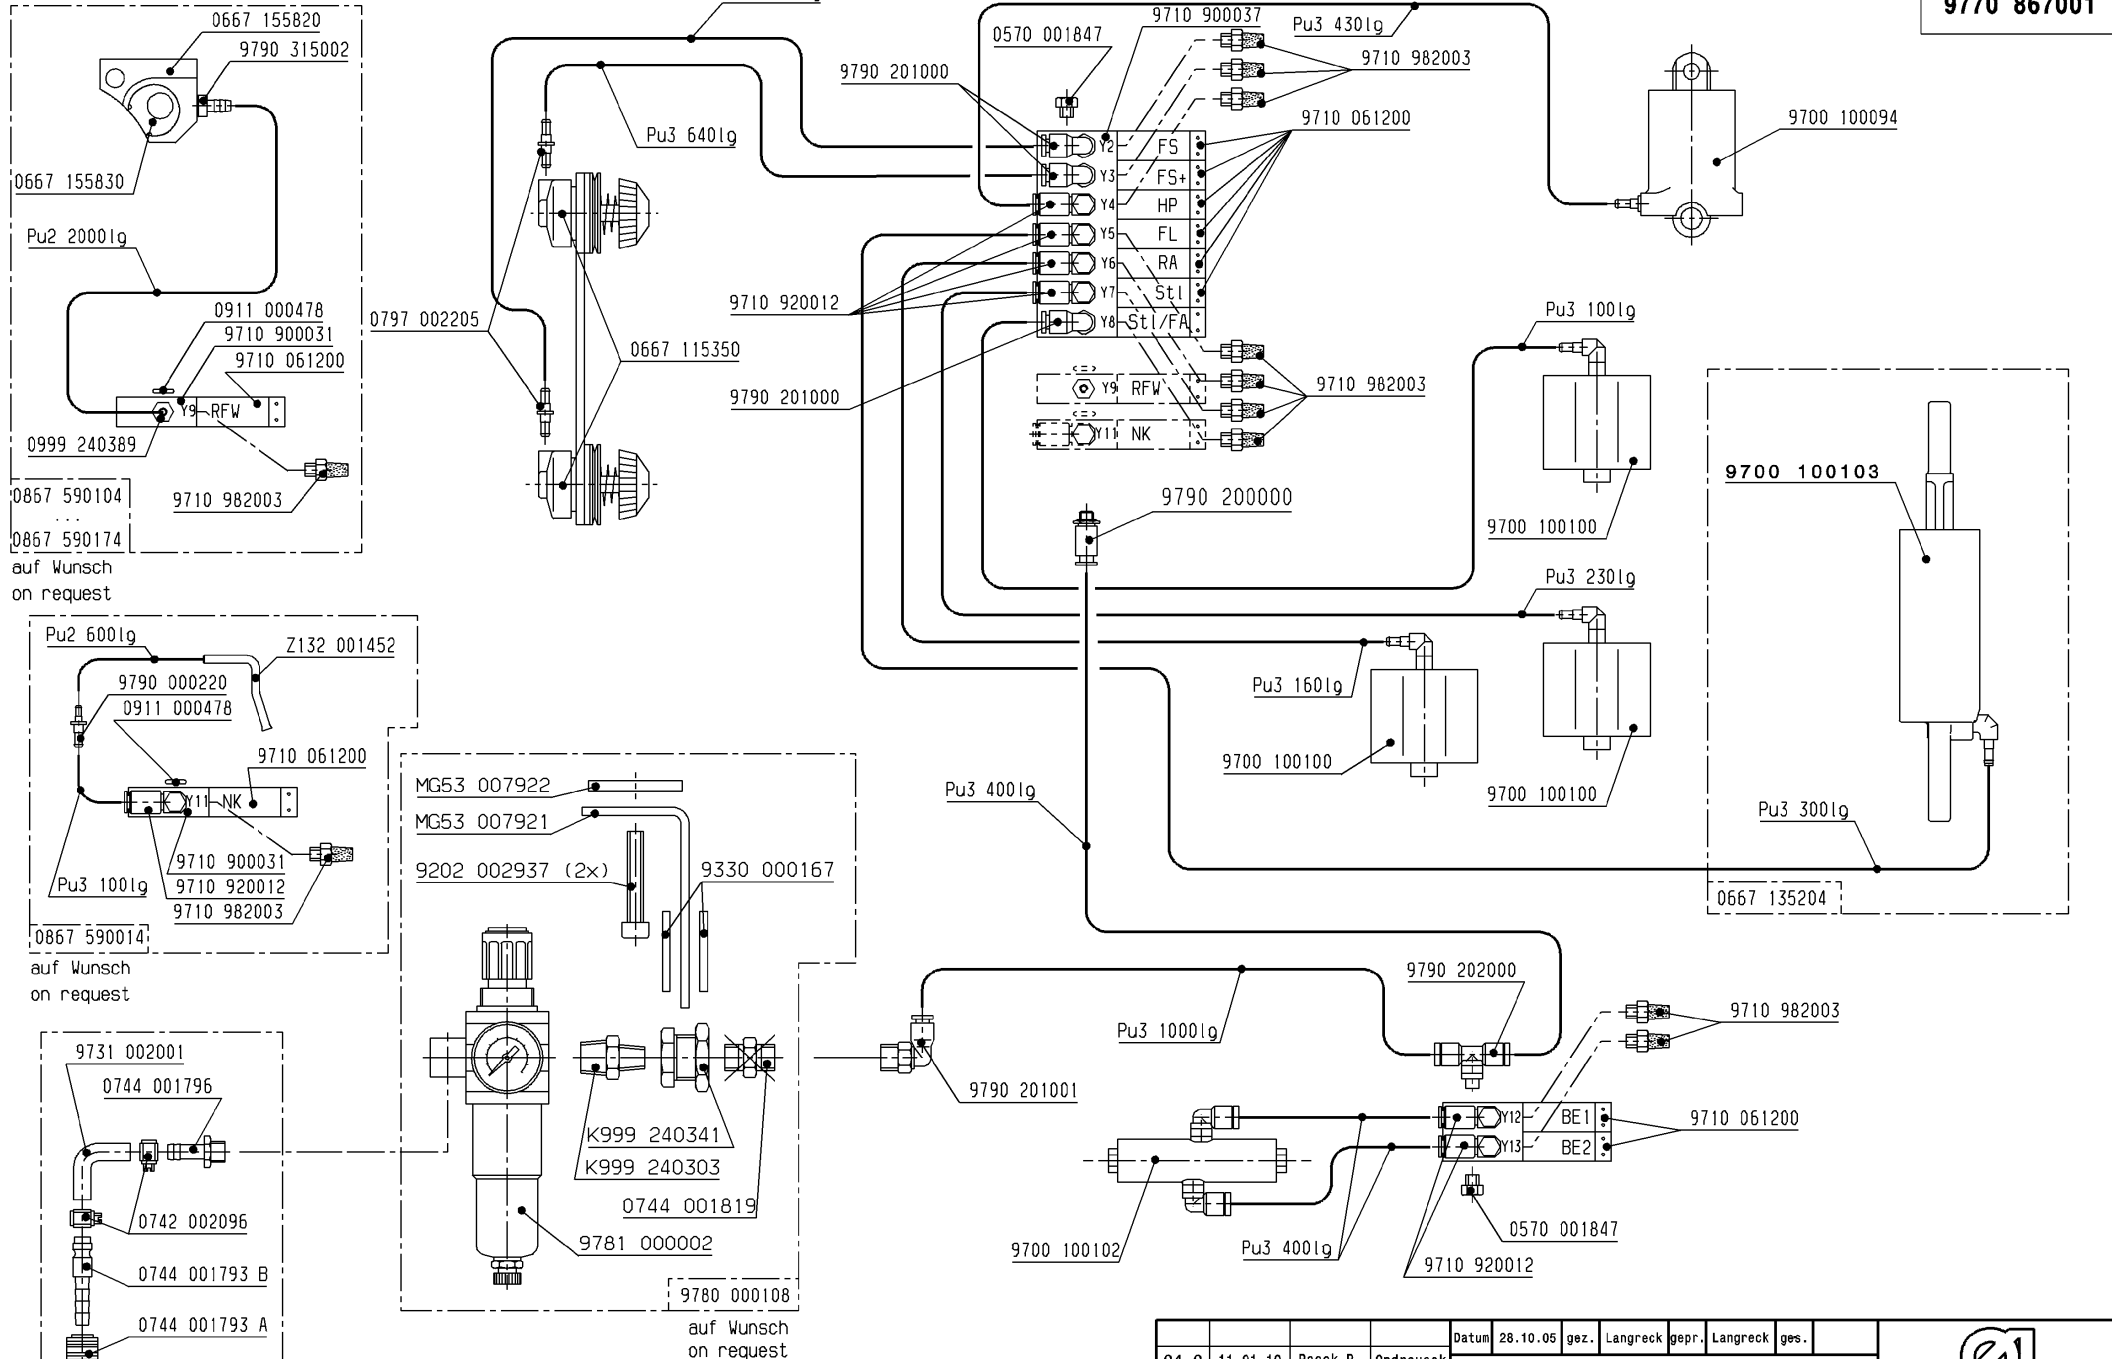 9770 867001
0667 155820
9790 315002
0667 155830
Pu2 2000lg
0911 000478
9710 900031
9710 061200
Y9 RFW
0999 240389
9710 982003
0867 590104
...
0867 590174
auf Wunsch
on request
0797 002205
Pu3 640lg
0667 115350
9790 201000
0570 001847
9710 900037
Pu3 430lg
9710 982003
9710 061200
9700 100094
Y2 FS
Y3 FS+
Y4 HP
Y5 FL
Y6 RA
Y7 Stl
Y8 Stl/FA
Y9 RFW
Y11 NK
9710 920012
9790 201000
9710 982003
9790 200000
Pu3 100lg
9700 100100
Pu3 230lg
9700 100100
Pu3 160lg
9700 100100
9700 100103
Pu3 300lg
0667 135204
Pu2 600lg
Z132 001452
9790 000220
0911 000478
9710 061200
Y11 NK
9710 900031
Pu3 100lg
9710 920012
9710 982003
0867 590014
auf Wunsch
on request
MG53 007922
MG53 007921
9202 002937 (2x)
9330 000167
K999 240341
K999 240303
0744 001819
9781 000002
9780 000108
auf Wunsch
on request
9731 002001
0744 001796
0742 002096
0744 001793 B
0744 001793 A
Pu3 400lg
9790 202000
9710 982003
Pu3 1000lg
9790 201001
Y12 BE1
Y13 BE2
9710 061200
0570 001847
9700 100102
Pu3 400lg
9710 920012
Datum 28.10.05 gez. Langreck gepr. Langreck ges.